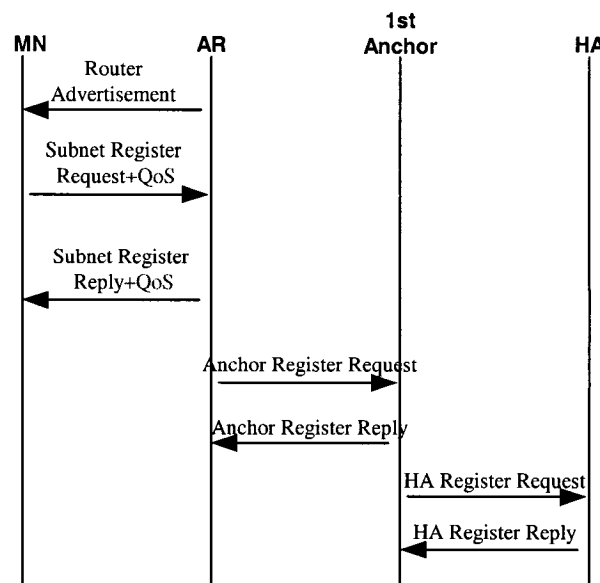 MN
AR
1st
Anchor
HA
Router
Advertisement
Subnet Register
Request+QoS
Subnet Register
Reply+QoS
Anchor Register Request
Anchor Register Reply
HA Register Request
HA Register Reply